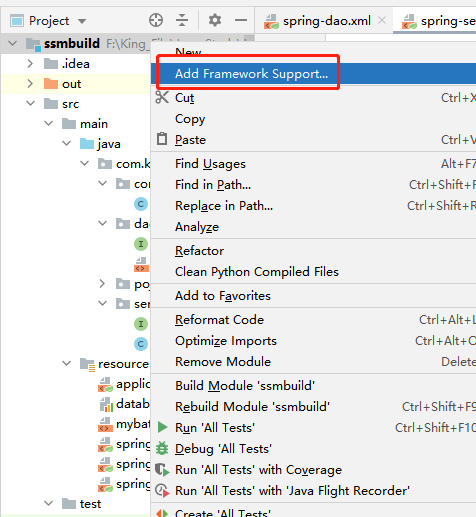 Project
spring-dao.xml
spring-se
ssmbuild
F:\King_
New
.idea
Add Framework Support...
out
Cut
Ctrl+X
src
Copy
main
Paste
Ctrl+V
java
Find Usages
Alt+F7
com.k
Find in Path...
Ctrl+Shift+F
con
Replace in Path...
Ctrl+Shift+R
Analyze
dao
Refactor
Clean Python Compiled Files
poj
Add to Favorites
ser
Reformat Code
Ctrl+Alt+L
Optimize Imports
Ctrl+Alt+O
resource
Remove Module
Delete
applic
Build Module 'ssmbuild'
datab
Rebuild Module 'ssmbuild'
Ctrl+Shift+F9
mybat
Run 'All Tests'
Ctrl+Shift+F10
spring
Debug 'All Tests'
spring
Run 'All Tests' with Coverage
spring
Run 'All Tests' with 'Java Flight Recorder'
test
Create 'All Tests'...